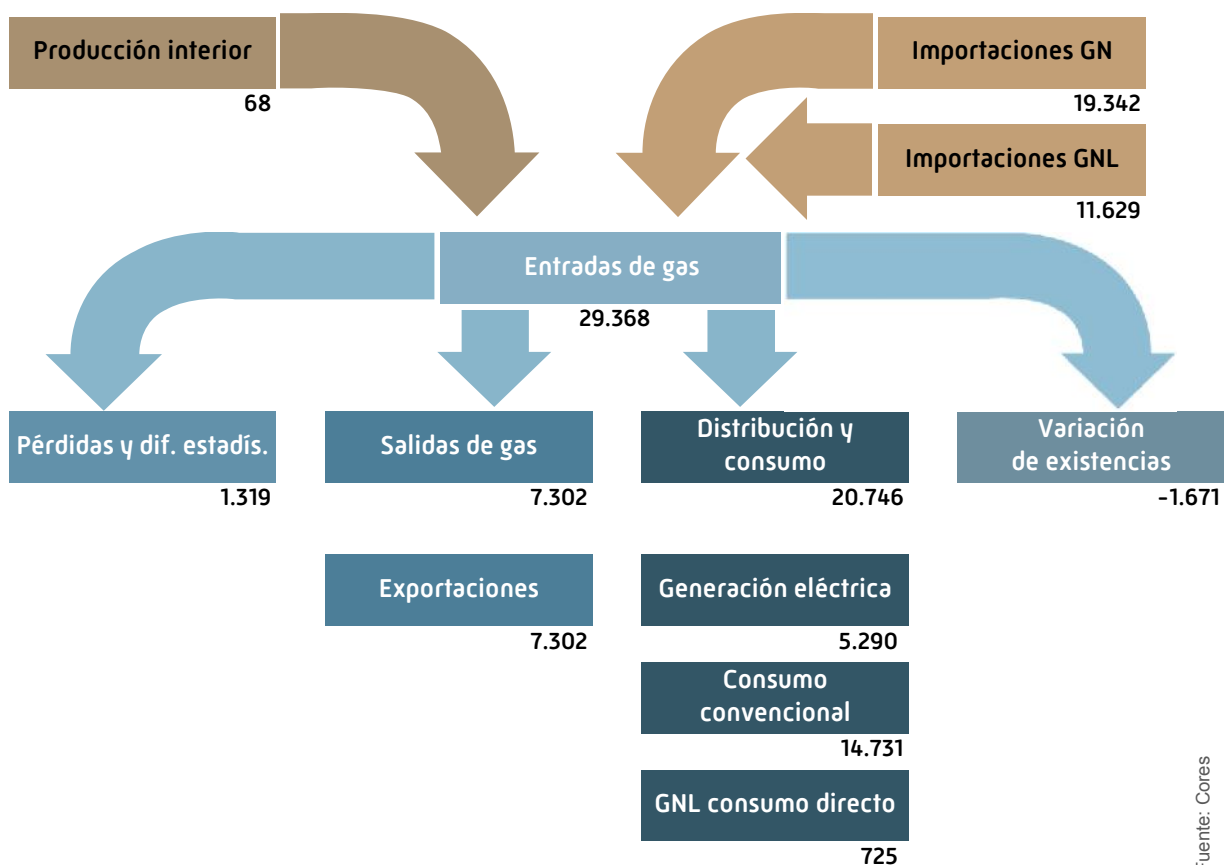 Producción interior
68
Importaciones GN
19.342
Importaciones GNL
11.629
Entradas de gas
29.368
Pérdidas y dif. estadís.
1.319
Salidas de gas
7.302
Distribución y
consumo
20.746
Variación
de existencias
-1.671
Exportaciones
7.302
Generación eléctrica
5.290
Consumo
convencional
14.731
GNL consumo directo
725
Fuente: Cores